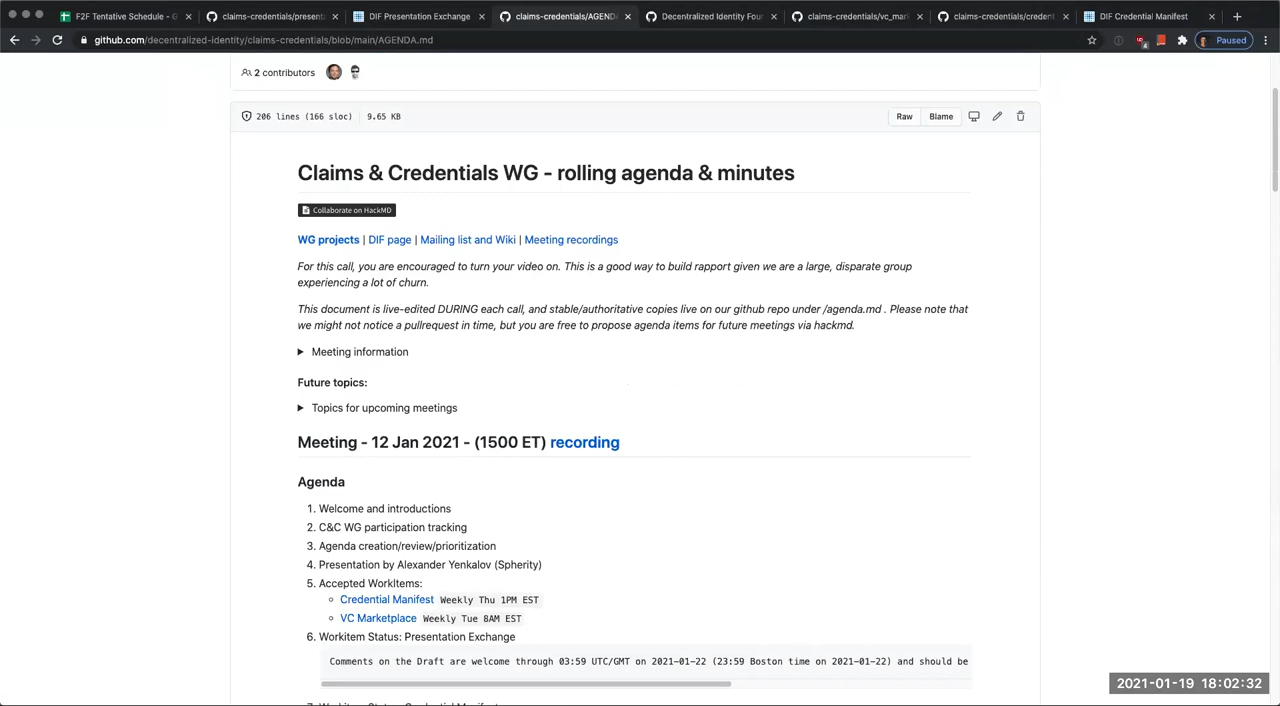 F2F Tentative Schedule - G
claims-credentials/present
DIF Presentation Exchange
claims-credentials/AGEND
Decentralized Identity Fou
claims-credentials/vc_mar
claims-credentials/creden
DIF Credential Manifest
github.com/decentralized-identity/claims-credentials/blob/main/AGENDA.md
4
Paused
2 contributors
206 lines (166 sloc) 9.65 KB
Raw Blame
Claims & Credentials WG - rolling agenda & minutes
Collaborate on HackMD
WG projects | DIF page | Mailing list and Wiki | Meeting recordings
For this call, you are encouraged to turn your video on. This is a good way to build rapport given we are a large, disparate group
experiencing a lot of churn.
This document is live-edited DURING each call, and stable/authoritative copies live on our github repo under /agenda.md . Please note that
we might not notice a pullrequest in time, but you are free to propose agenda items for future meetings via hackmd.
Meeting information
Future topics:
Topics for upcoming meetings
Meeting - 12 Jan 2021 - (1500 ET) recording
Agenda
1. Welcome and introductions
2. C&C WG participation tracking
3. Agenda creation/review/prioritization
4. Presentation by Alexander Yenkalov (Spherity)
5. Accepted WorkItems:
Credential Manifest Weekly Thu 1PM EST
VC Marketplace Weekly Tue 8AM EST
6. Workitem Status: Presentation Exchange
Comments on the Draft are welcome through 03:59 UTC/GMT on 2021-01-22 (23:59 Boston time on 2021-01-22) and should be
2021-01-19 18:02:32